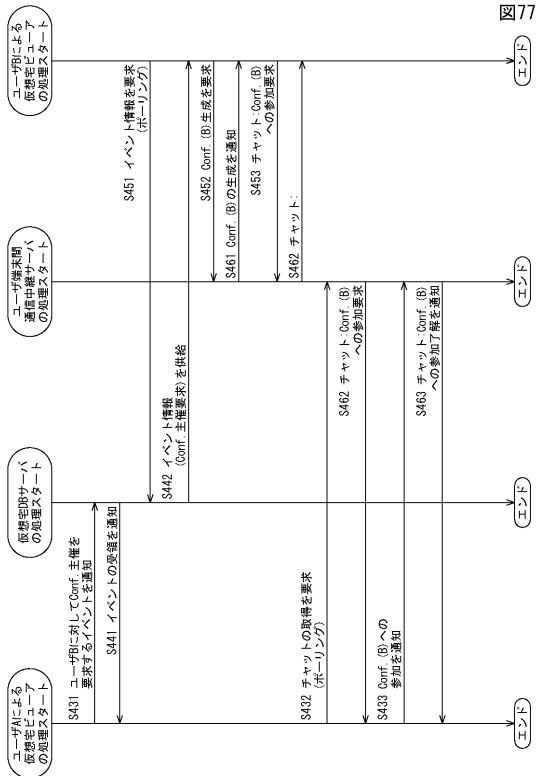 図77
ユーザAによる
仮想宅ビューア
の処理スタート
仮想宅DBサーバ
の処理スタート
ユーザ端末間
通信中継サーバ
の処理スタート
ユーザBによる
仮想宅ビューア
の処理スタート
S431 ユーザBに対してConf.主催を
要求するイベントを通知
S441 イベントの受領を通知
S451 イベント情報を要求
(ポーリング)
S442 イベント情報
(Conf.主催要求)を供給
S452 Conf.(B)生成を要求
S461 Conf.(B)の生成を通知
S453 チャット:Conf.(B)
への参加要求
S462 チャット:
S432 チャットの取得を要求
(ポーリング)
S462 チャット:Conf.(B)
への参加要求
S433 Conf.(B)への
参加を通知
S463 チャット:Conf.(B)
への参加了解を通知
エンド
エンド
エンド
エンド